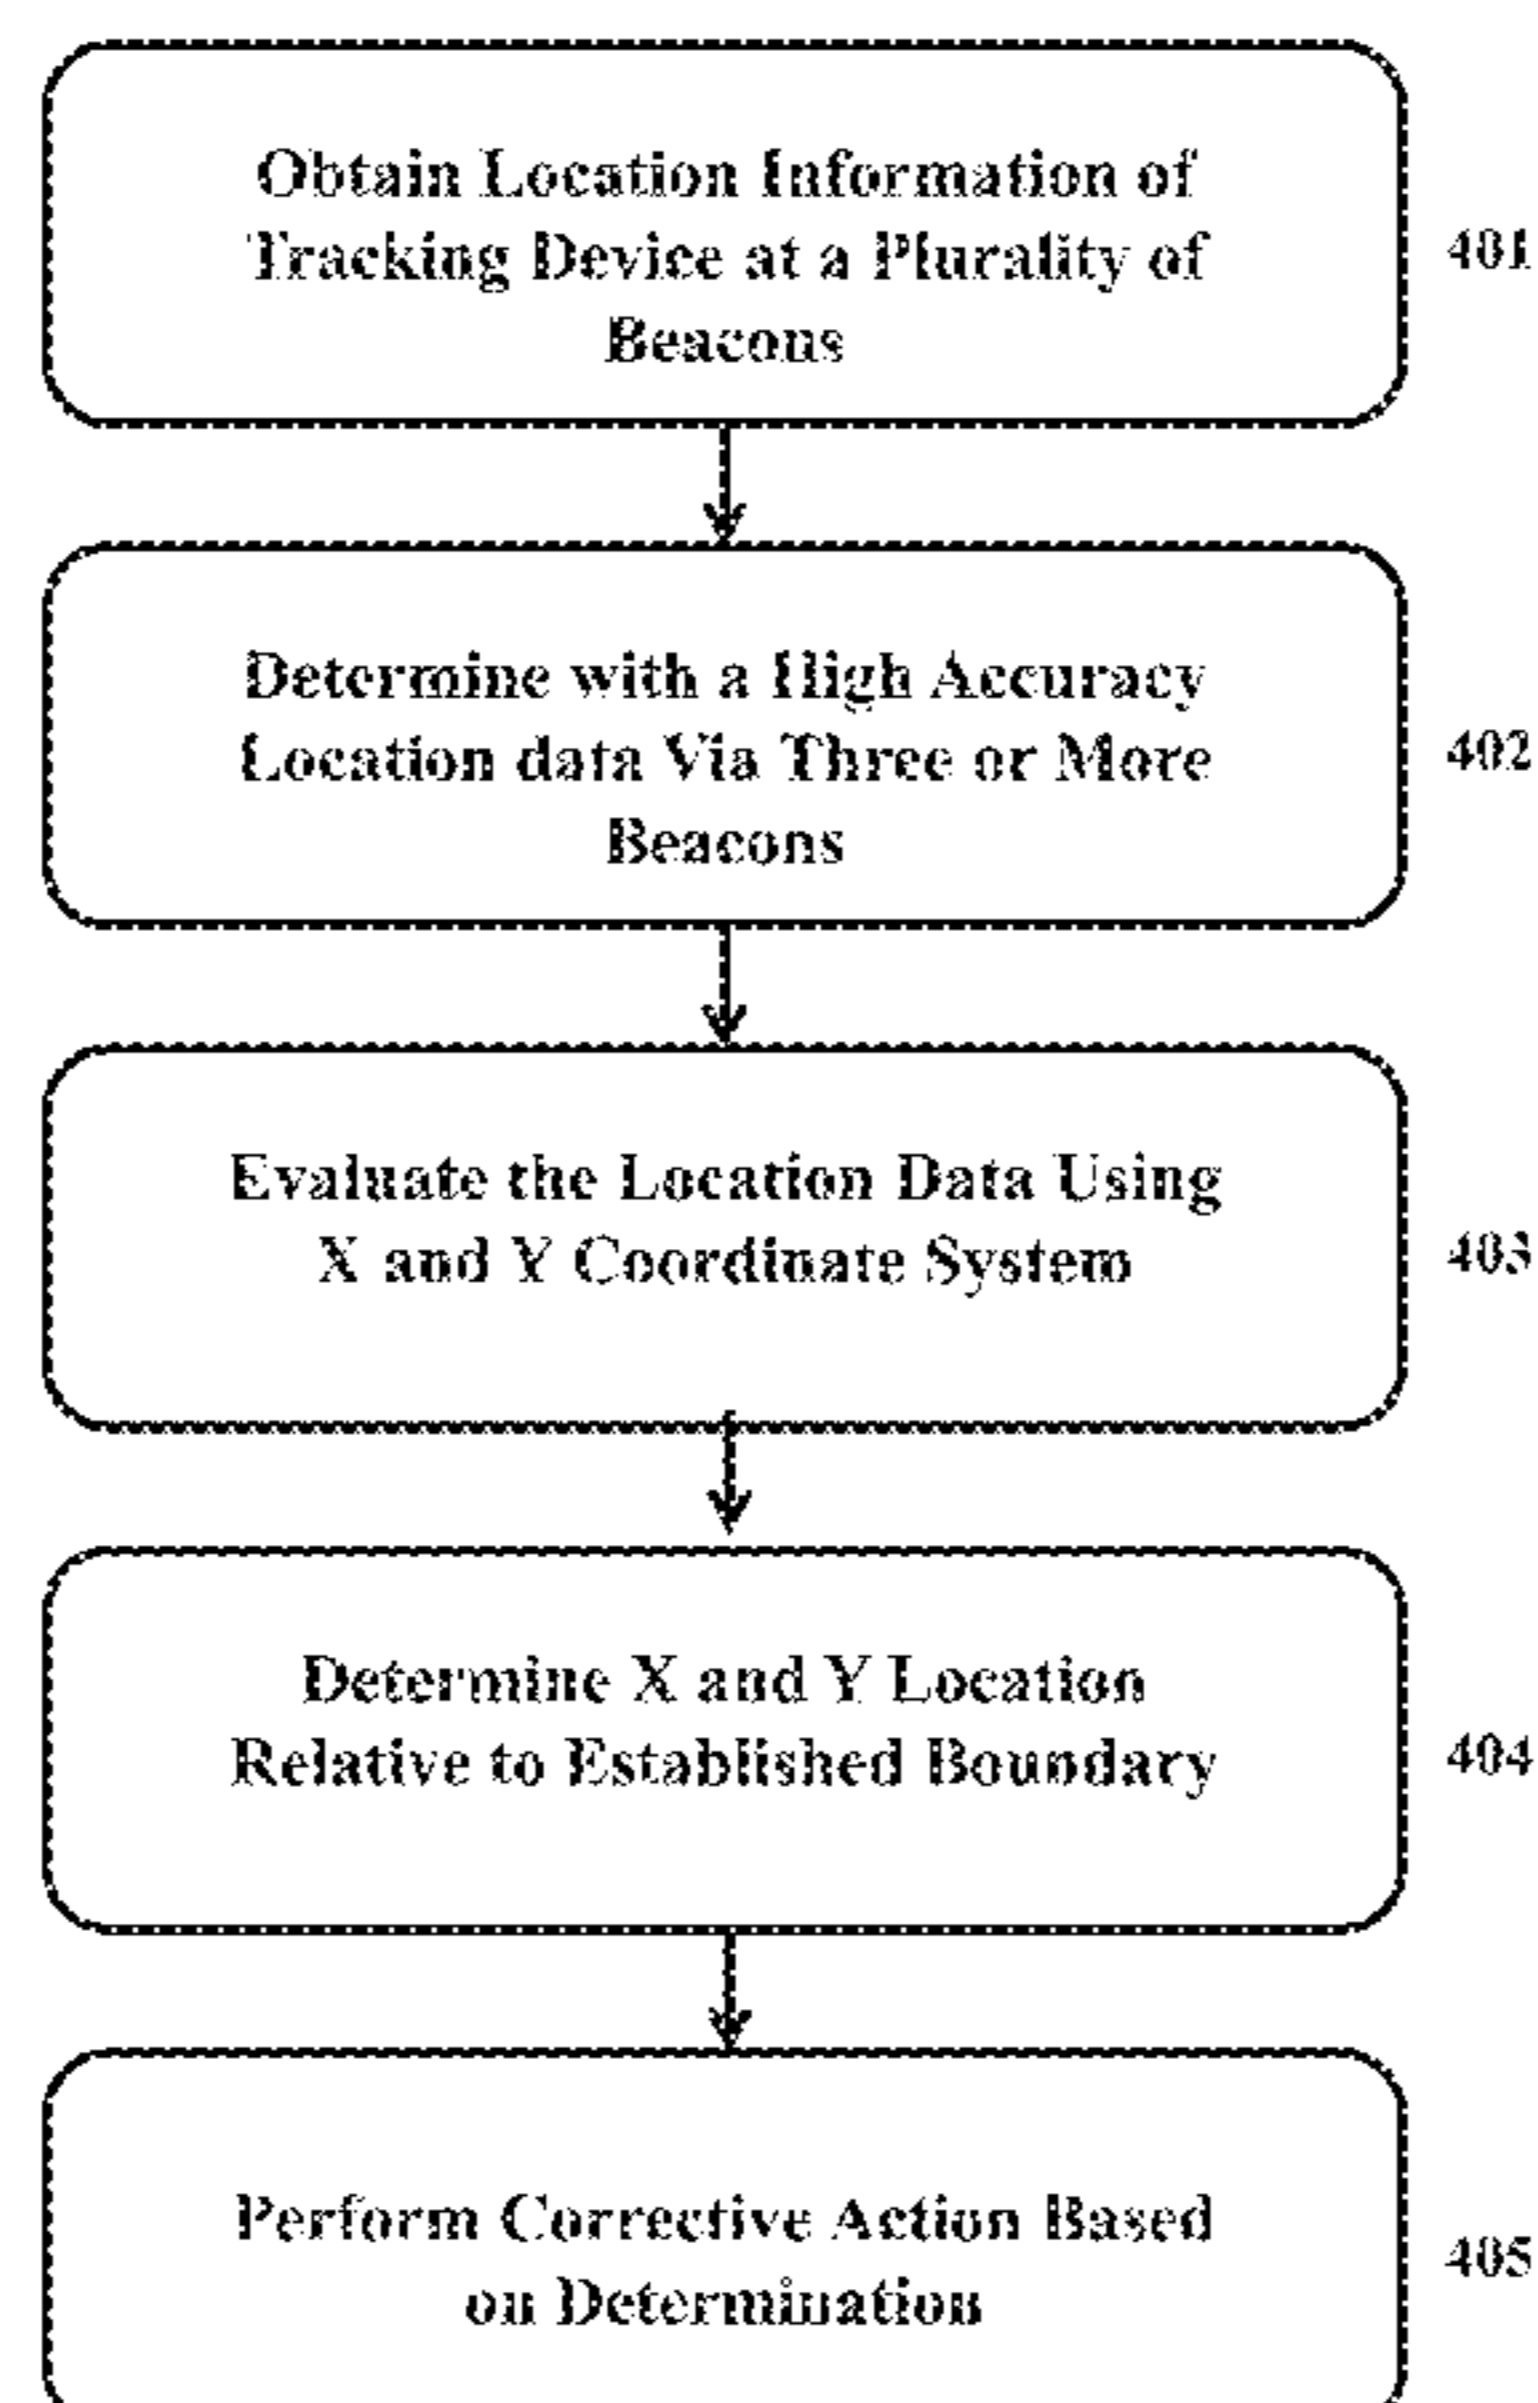 Obtain Location Information of
Tracking Device at a Plurality of
Beacons
401
Determine with a High Accuracy
Location data Via Three or More
Beacons
402
Evaluate the Location Data Using
X and Y Coordinate System
403
Determine X and Y Location
Relative to Established Boundary
404
Perform Corrective Action Based
on Determination
405